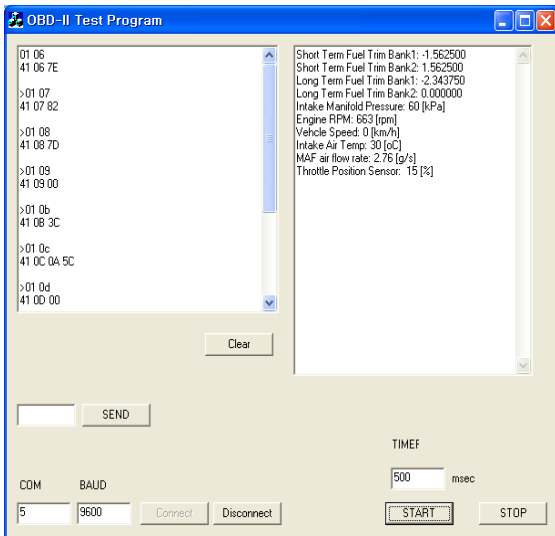 OBD-II Test Program
01 06
41 06 7E
>01 07
41 07 82
>01 08
41 08 7D
>01 09
41 09 00
>01 0b
41 0B 3C
>01 0c
41 0C 0A 5C
>01 0d
41 0D 00
Short Term Fuel Trim Bank1: -1.562500
Short Term Fuel Trim Bank2: 1.562500
Long Term Fuel Trim Bank1: -2.343750
Long Term Fuel Trim Bank2: 0.000000
Intake Manifold Pressure: 60 [kPa]
Engine RPM: 663 [rpm]
Vehcle Speed: 0 [km/h]
Intake Air Temp: 30 [oC]
MAF air flow rate: 2.76 [g/s]
Throttle Position Sensor: 15 [%]
Clear
SEND
TIMEF
500 msec
COM BAUD
5 9600 Connect Disconnect START STOP